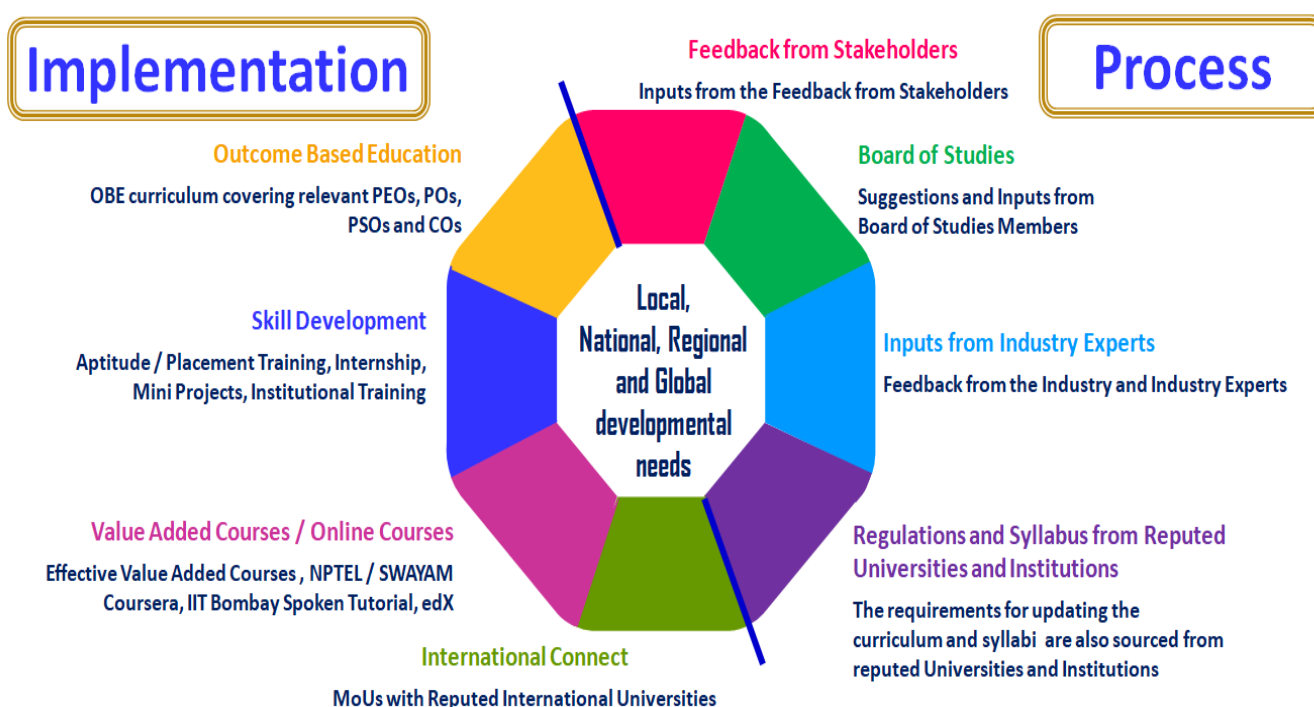 Implementation
Process
Feedback from Stakeholders
Inputs from the Feedback from Stakeholders
Board of Studies
Suggestions and Inputs from
Board of Studies Members
Inputs from Industry Experts
Feedback from the Industry and Industry Experts
Regulations and Syllabus from Reputed
Universities and Institutions
The requirements for updating the
curriculum and syllabi are also sourced from
reputed Universities and Institutions
International Connect
MoUs with Reputed International Universities
Value Added Courses / Online Courses
Effective Value Added Courses , NPTEL / SWAYAM
Coursera, IIT Bombay Spoken Tutorial, edX
Skill Development
Aptitude / Placement Training, Internship,
Mini Projects, Institutional Training
Outcome Based Education
OBE curriculum covering relevant PEOs, POs,
PSOs and COs
Local,
National, Regional
and Global
developmental
needs